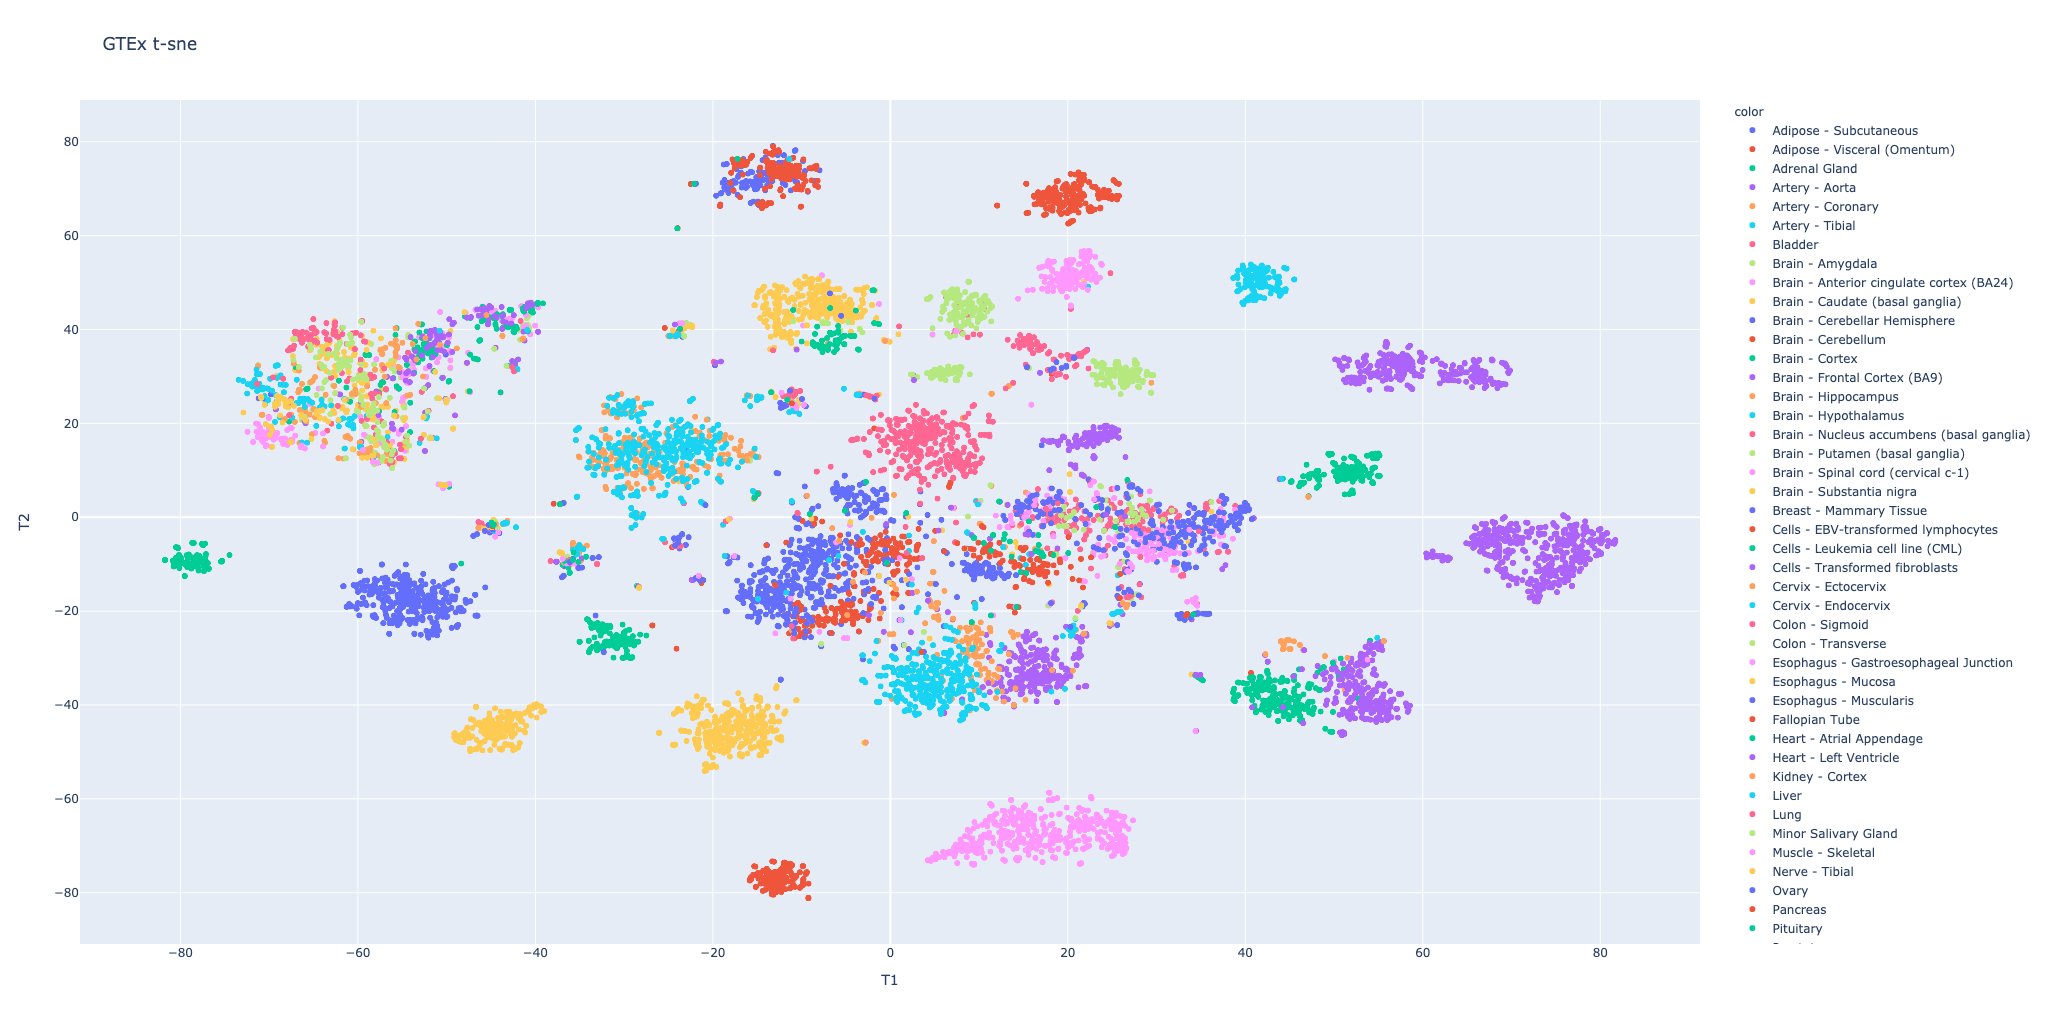 GTEx t-sne
color
Adipose - Subcutaneous
Adipose - Visceral (Omentum)
Adrenal Gland
Artery - Aorta
Artery - Coronary
Artery - Tibial
Bladder
Brain - Amygdala
Brain - Anterior cingulate cortex (BA24)
Brain - Caudate (basal ganglia)
Brain - Cerebellar Hemisphere
Brain - Cerebellum
Brain - Cortex
Brain - Frontal Cortex (BA9)
Brain - Hippocampus
Brain - Hypothalamus
Brain - Nucleus accumbens (basal ganglia)
Brain - Putamen (basal ganglia)
Brain - Spinal cord (cervical c-1)
Brain - Substantia nigra
Breast - Mammary Tissue
Cells - EBV-transformed lymphocytes
Cells - Leukemia cell line (CML)
Cells - Transformed fibroblasts
Cervix - Ectocervix
Cervix - Endocervix
Colon - Sigmoid
Colon - Transverse
Esophagus - Gastroesophageal Junction
Esophagus - Mucosa
Esophagus - Muscularis
Fallopian Tube
Heart - Atrial Appendage
Heart - Left Ventricle
Kidney - Cortex
Liver
Lung
Minor Salivary Gland
Muscle - Skeletal
Nerve - Tibial
Ovary
Pancreas
Pituitary
80
60
40
20
0
−20
−40
−60
−80
T2
−80
−60
−40
−20
0
20
40
60
80
T1